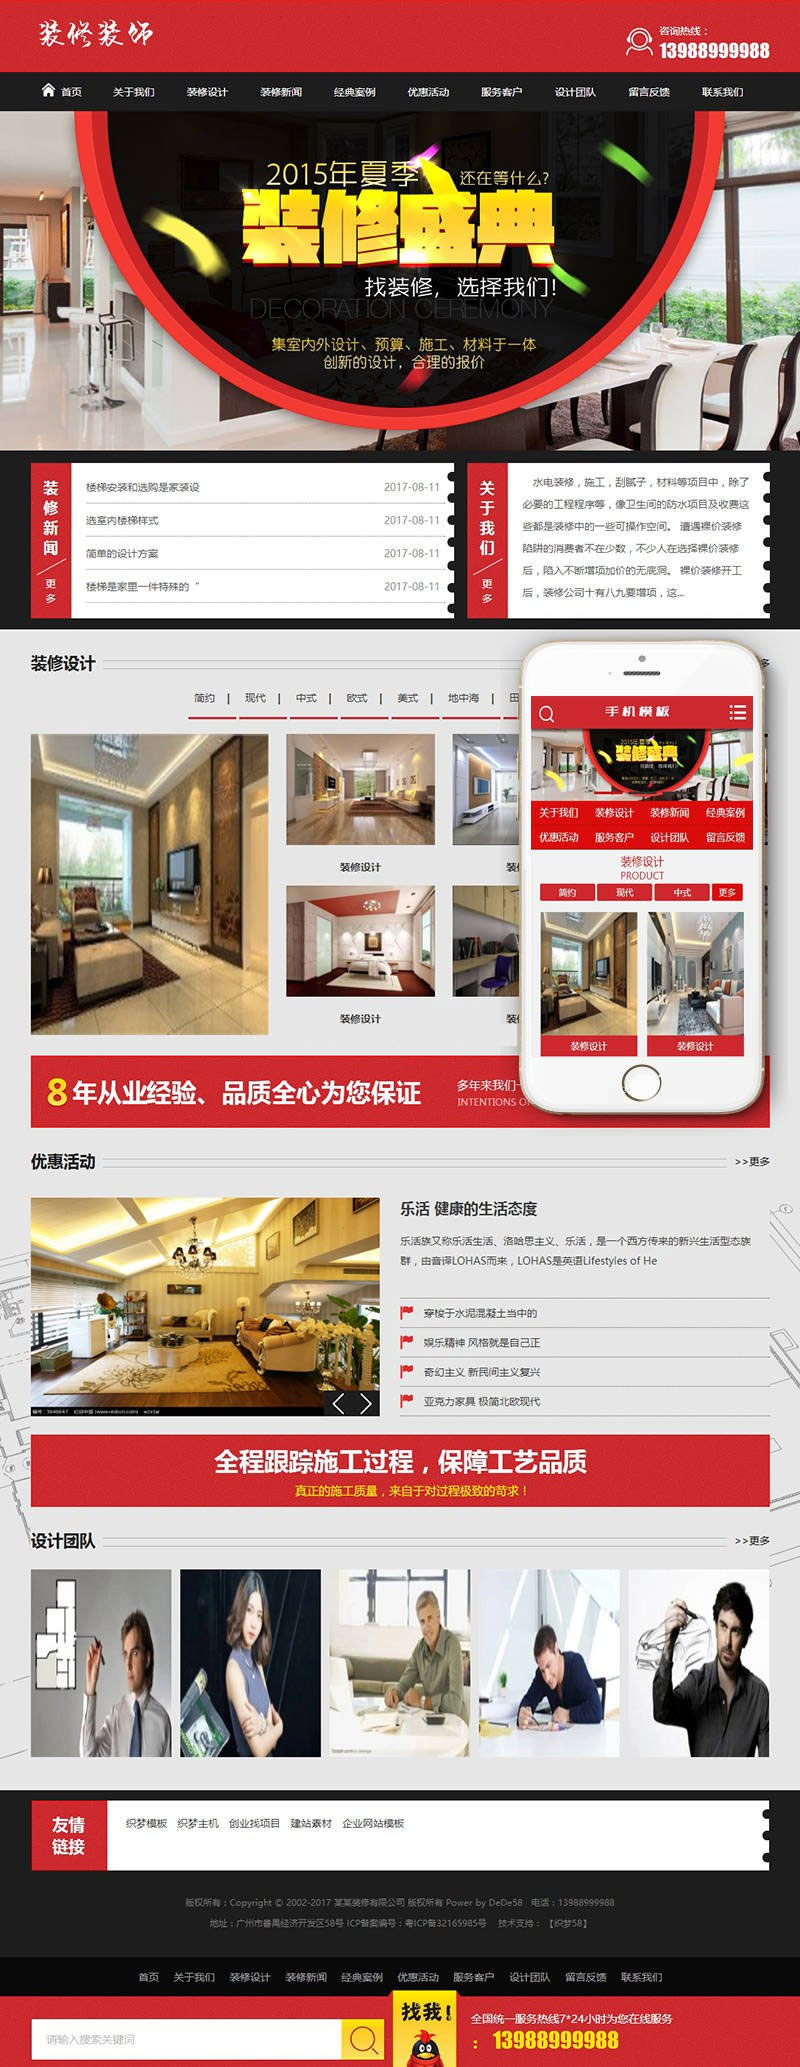 装修装饰
咨询热线：
13988999988
首页 关于我们 装修设计 装修新闻 经典案例 优惠活动 服务客户 设计团队 留言反馈 联系我们
2015年夏季 还在等什么?
装修盛典
找装修，选择我们!
DECORATION CEREMONY
集室内外设计、预算、施工、材料于一体
创新的设计，合理的报价
装修新闻
更多
楼梯安装和选购是家装设 2017-08-11
选室内楼梯样式 2017-08-11
简单的设计方案 2017-08-11
楼梯是家里一件特殊的“ 2017-08-11
关于我们
更多
水电装修，施工，刮腻子，材料等项目中，除了
必要的工程程序等，像卫生间的防水项目及收费这
些都是装修中的一些可操作空间。 遭遇裸价装修
陷阱的消费者不在少数，不少人在选择裸价装修
后，陷入不断增项加价的无底洞。 裸价装修开工
后，装修公司十有八九要增项，这...
装修设计
多
简约 | 现代 | 中式 | 欧式 | 美式 | 地中海 | 田
装修设计
装
装修设计
装
手机模板
2015年夏季
装修盛典
找装修，选择我们!
关于我们 装修设计 装修新闻 经典案例
优惠活动 服务客户 设计团队 留言反馈
装修设计
PRODUCT
简约 现代 中式 更多
装修设计 装修设计
8年从业经验、品质全心为您保证
多年来我们一
INTENTIONS O
优惠活动
>>更多
乐活 健康的生活态度
乐活族又称乐活生活、洛哈思主义、乐活，是一个西方传来的新兴生活型态族
群，由音译LOHAS而来，LOHAS是英语Lifestyles of He
穿梭于水泥混凝土当中的
娱乐精神 风格就是自己正
奇幻主义 新民间主义复兴
亚克力家具 极简北欧现代
编号：5646647 红动中国 (www.redocn.com) wzstar
全程跟踪施工过程，保障工艺品质
真正的施工质量，来自于对过程极致的苛求！
设计团队
>>更多
友情
链接
织梦模板 织梦主机 创业找项目 建站素材 企业网站模板
版权所有：Copyright © 2002-2017 某某装修有限公司 版权所有 Power by DeDe58 电话：13988999988
地址：广州市番禺经济开发区58号 ICP备案编号：粤ICP备32165985号 技术支持：【织梦58】
首页 关于我们 装修设计 装修新闻 经典案例 优惠活动 服务客户 设计团队 留言反馈 联系我们
请输入搜索关键词
找我!
全国统一服务热线7*24小时为您在线服务
：13988999988